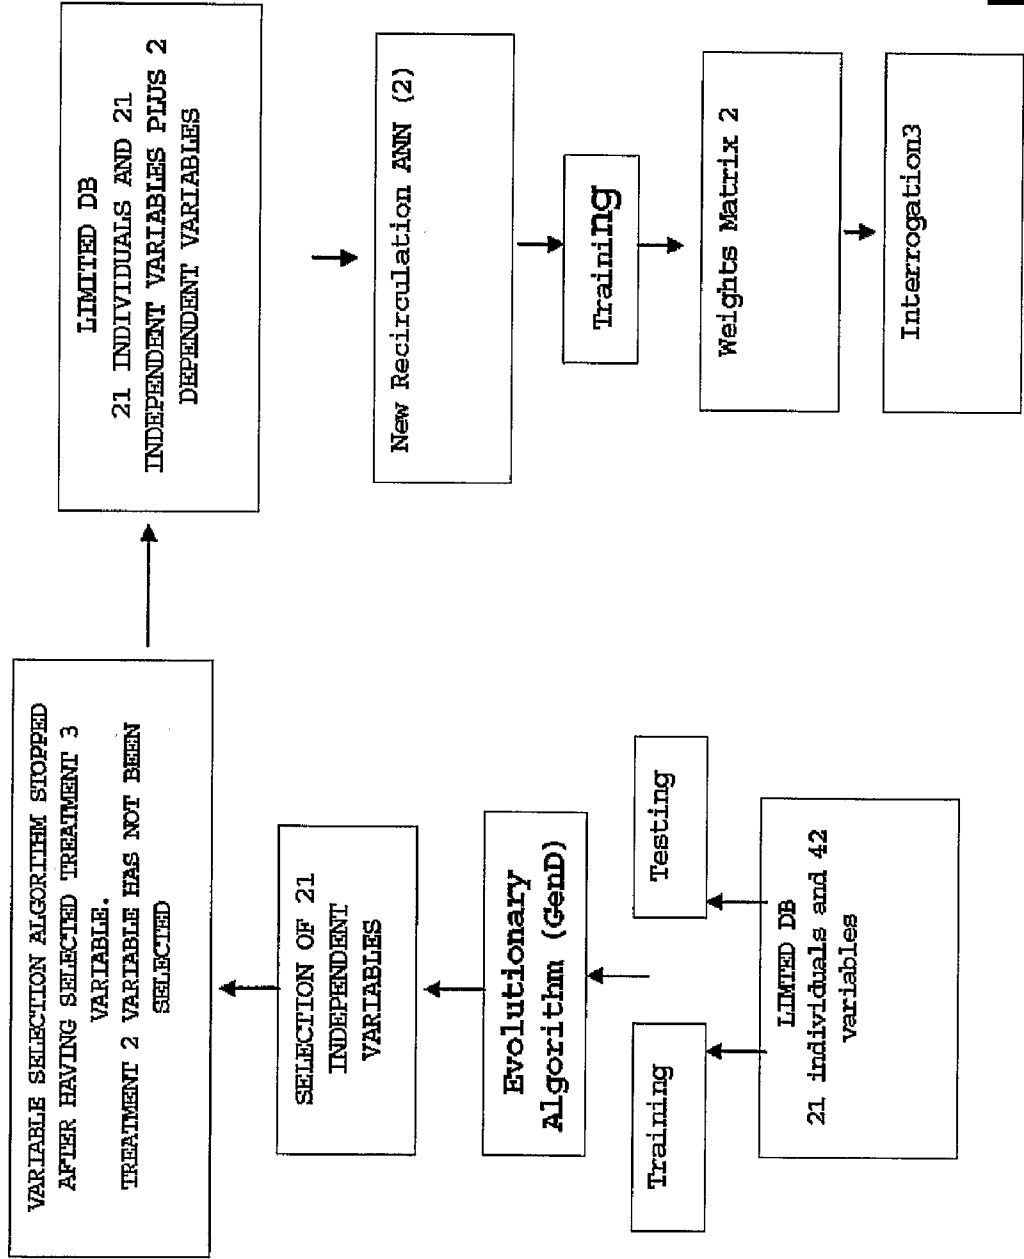 VARIABLE SELECTION ALGORITHM STOPPED
AFTER HAVING SELECTED TREATMENT 3
VARIABLE.
TREATMENT 2 VARIABLE HAS NOT BEEN
SELECTED
SELECTION OF 21
INDEPENDENT
VARIABLES
Evolutionary
Algorithm (GenD)
Training
Testing
LIMTED DB
21 individuals and 42
variables
LIMITED DB
21 INDIVIDUALS AND 21
INDEPENDENT VARIABLES PLUS 2
DEPENDENT VARIABLES
New Recirculation ANN (2)
Training
Weights Matrix 2
Interrogation3